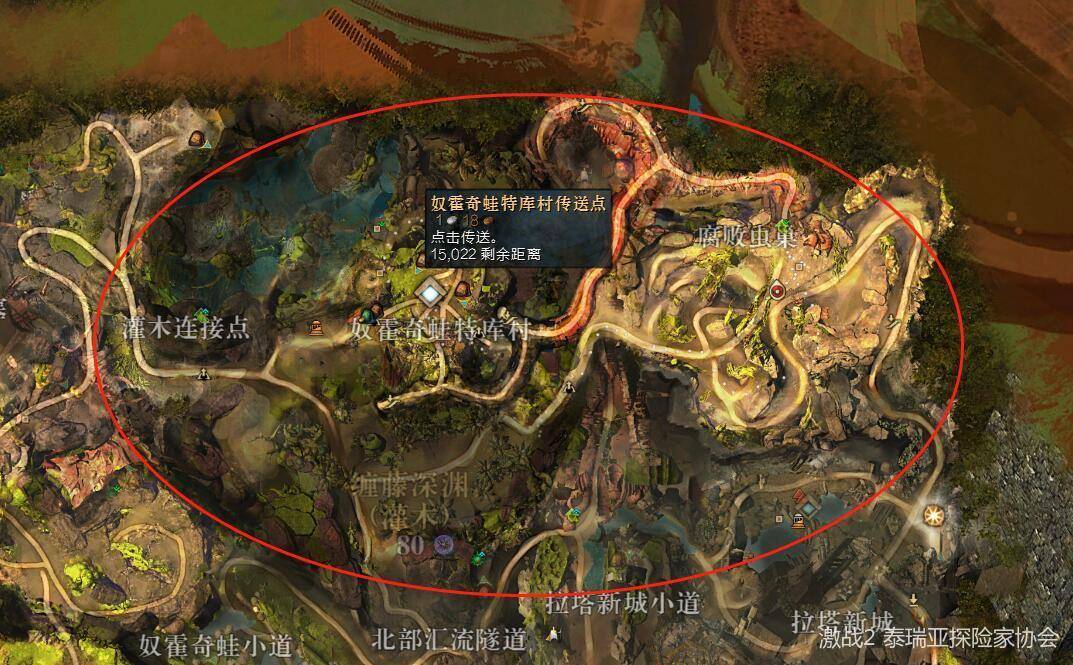 奴霍奇蛙特库村传送点
1 18
点击传送。
15,022 剩余距离
腐败虫巢
灌木连接点
奴霍奇蛙特库村
缠藤深渊
(灌木)
80
拉塔新城小道
拉塔新城
奴霍奇蛙小道
北部汇流隧道
激战2 泰瑞亚探险家协会